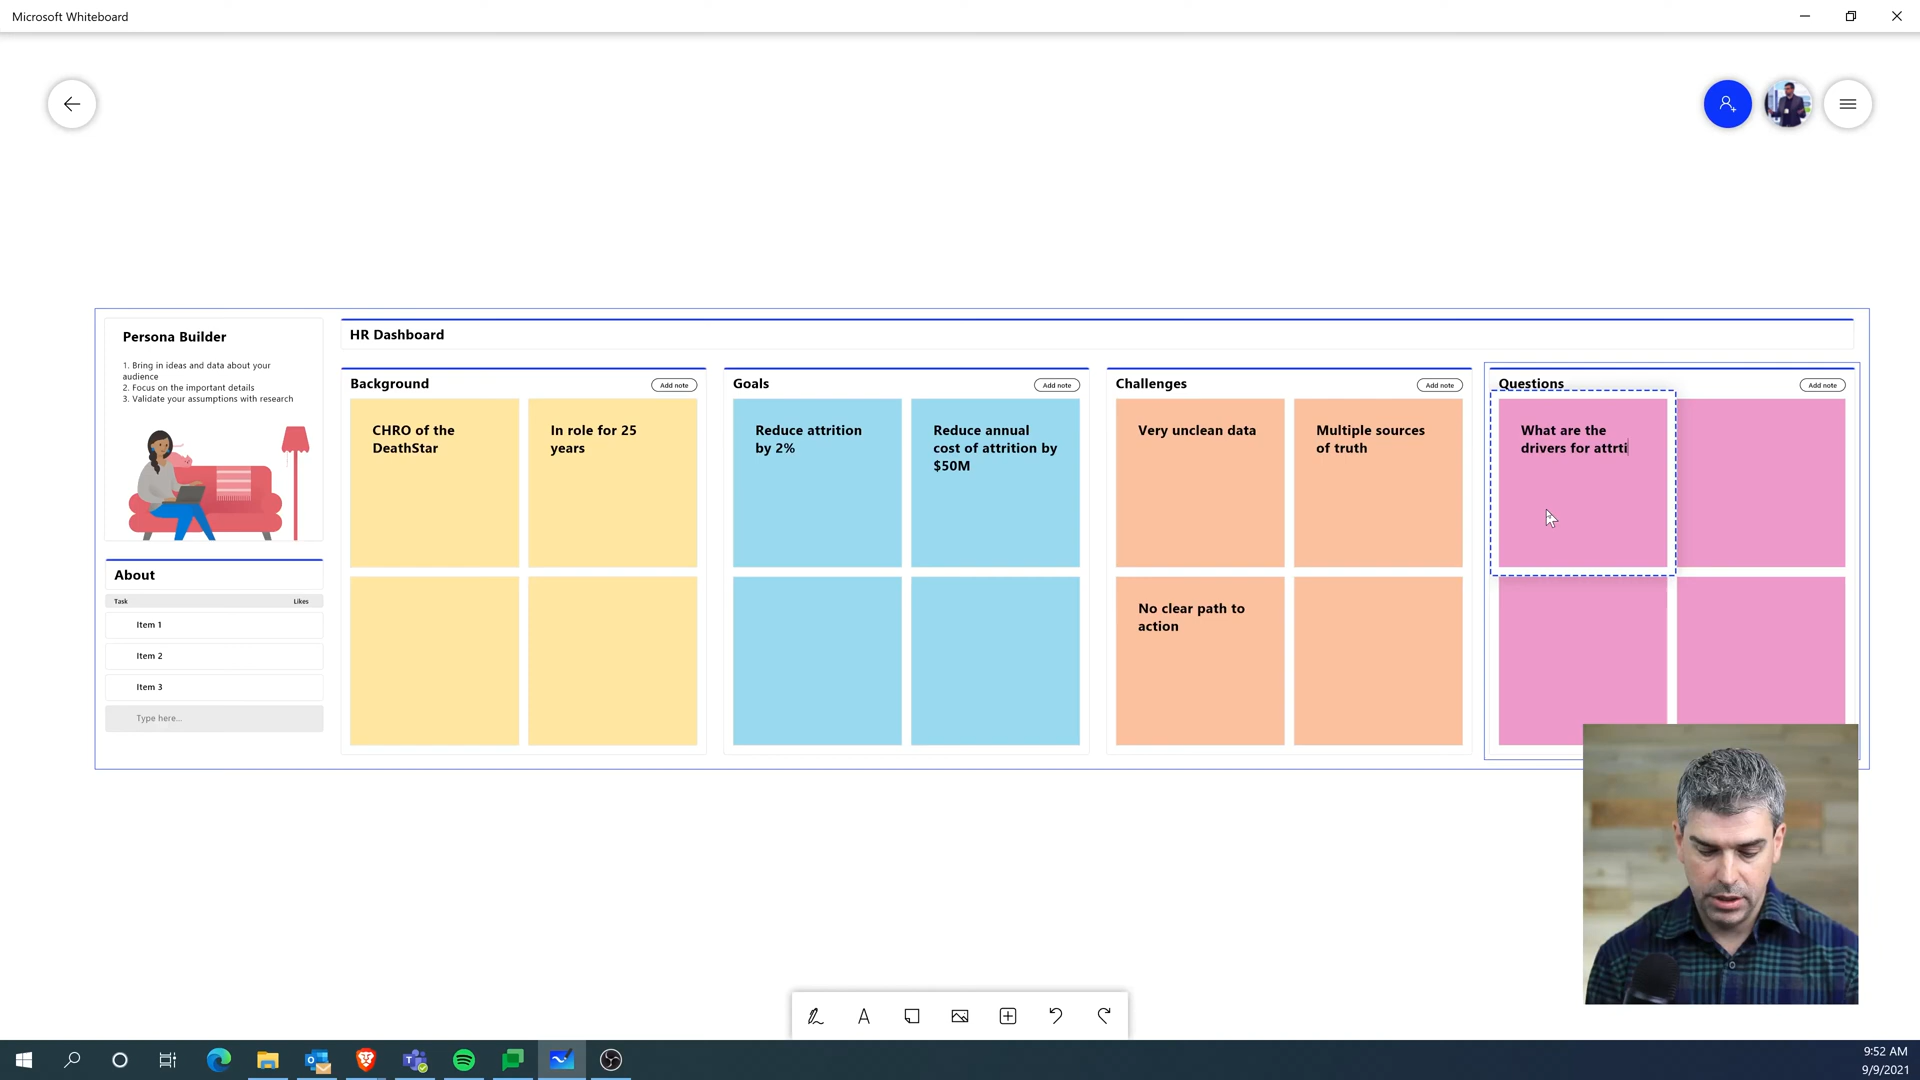 Microsoft Whiteboard
Persona Builder
1. Bring in ideas and data about your
audience
2. Focus on the important details
3. Validate your assumptions with research
About
Task Likes
Item 1
Item 2
Item 3
Type here...
HR Dashboard
Background Add note
CHRO of the
DeathStar
In role for 25
years
Goals Add note
Reduce attrition
by 2%
Reduce annual
cost of attrition by
$50M
Challenges Add note
Very unclean data
Multiple sources
of truth
No clear path to
action
Questions Add note
What are the
drivers for attrti
9:52 AM
9/9/2021